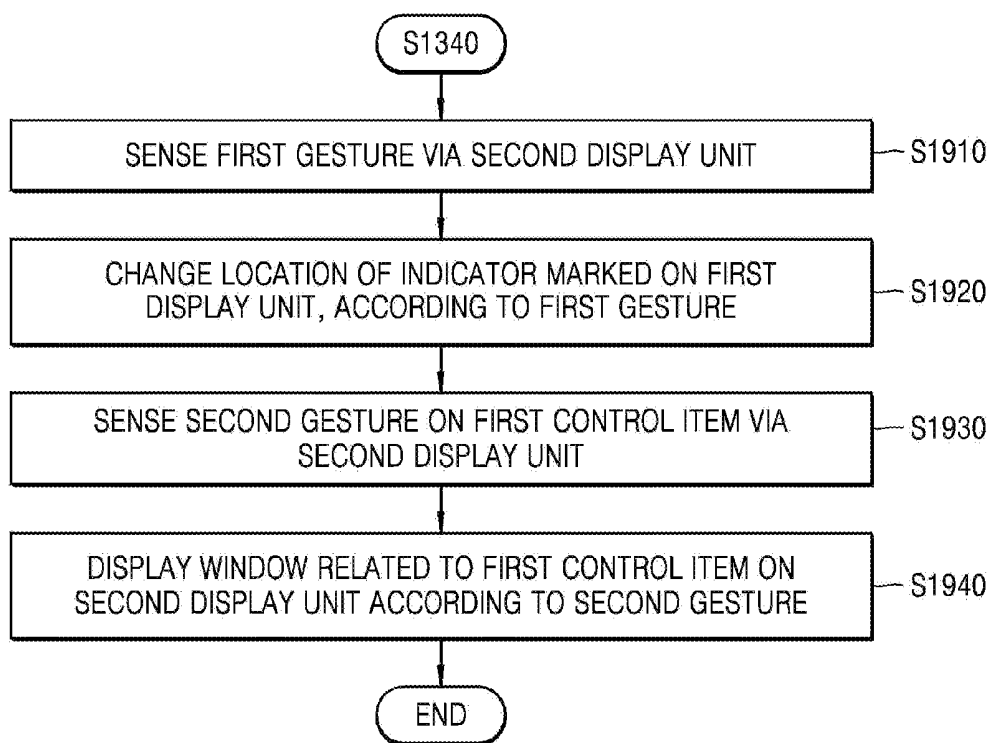 S1340
SENSE FIRST GESTURE VIA SECOND DISPLAY UNIT
S1910
CHANGE LOCATION OF INDICATOR MARKED ON FIRST
DISPLAY UNIT, ACCORDING TO FIRST GESTURE
S1920
SENSE SECOND GESTURE ON FIRST CONTROL ITEM VIA
SECOND DISPLAY UNIT
S1930
DISPLAY WINDOW RELATED TO FIRST CONTROL ITEM ON
SECOND DISPLAY UNIT ACCORDING TO SECOND GESTURE
S1940
END